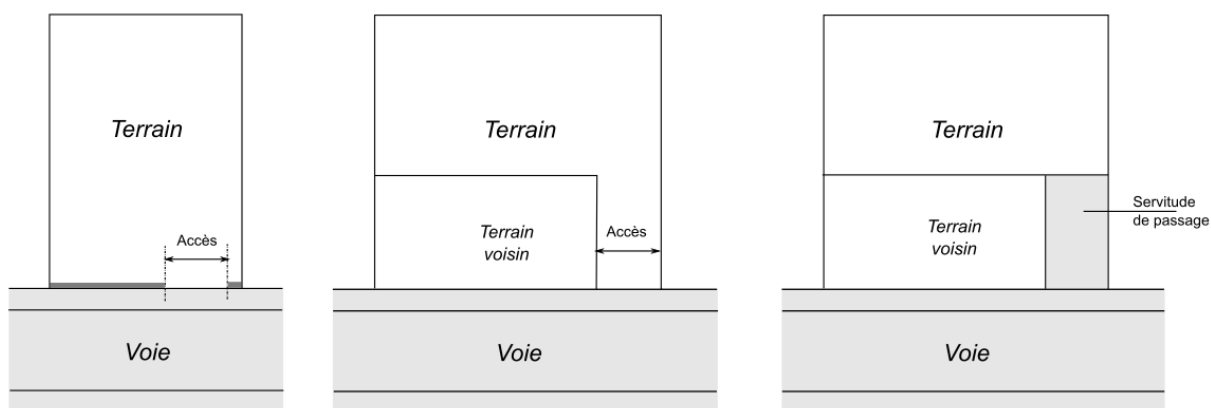 Terrain
Accès
Voie
Terrain
Terrain
voisin
Accès
Voie
Terrain
Terrain
voisin
Servitude
de passage
Voie